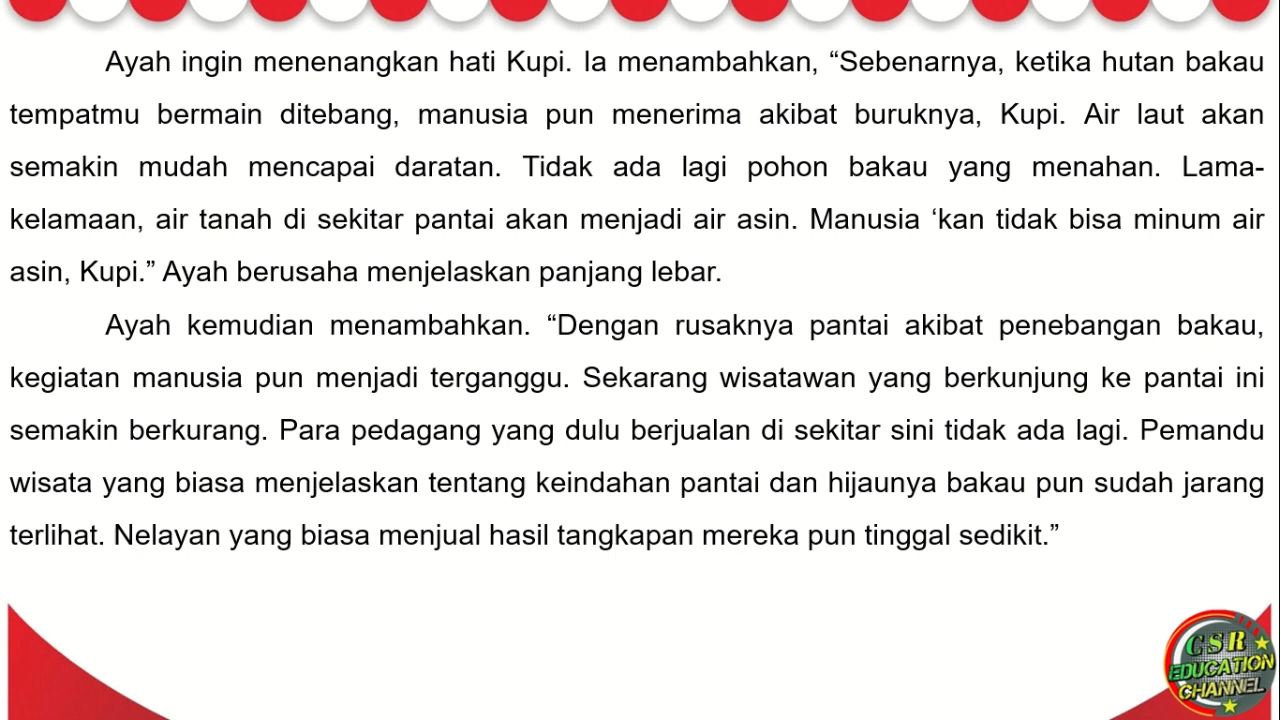 Ayah ingin menenangkan hati Kupi. Ia menambahkan, “Sebenarnya, ketika hutan bakau
tempatmu bermain ditebang, manusia pun menerima akibat buruknya, Kupi. Air laut akan
semakin mudah mencapai daratan. Tidak ada lagi pohon bakau yang menahan. Lama-
kelamaan, air tanah di sekitar pantai akan menjadi air asin. Manusia ‘kan tidak bisa minum air
asin, Kupi.” Ayah berusaha menjelaskan panjang lebar.
Ayah kemudian menambahkan. “Dengan rusaknya pantai akibat penebangan bakau,
kegiatan manusia pun menjadi terganggu. Sekarang wisatawan yang berkunjung ke pantai ini
semakin berkurang. Para pedagang yang dulu berjualan di sekitar sini tidak ada lagi. Pemandu
wisata yang biasa menjelaskan tentang keindahan pantai dan hijaunya bakau pun sudah jarang
terlihat. Nelayan yang biasa menjual hasil tangkapan mereka pun tinggal sedikit.”
CSR
EDUCATION
CHANNEL